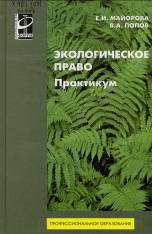 Е.И. МАЙОРОВА
В.А. ПОПОВ
ЭКОЛОГИЧЕСКОЕ
ПРАВО
Практикум
ПРОФЕССИОНАЛЬНОЕ ОБРАЗОВАНИЕ